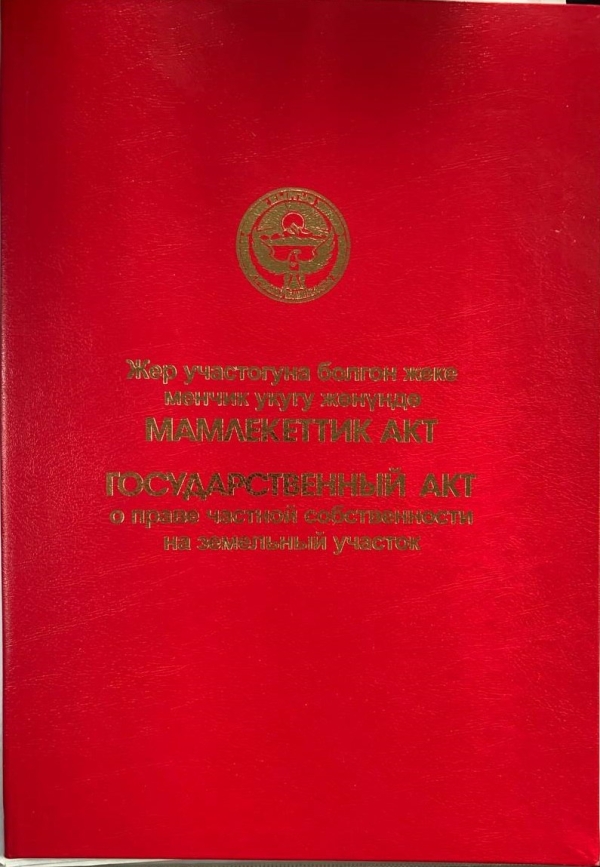 Жер участогуна болгон жеке
менчик укугу жөнүндө
МАМЛЕКЕТТИК АКТ
ГОСУДАРСТВЕННЫЙ АКТ
о праве частной собственности
на земельный участок